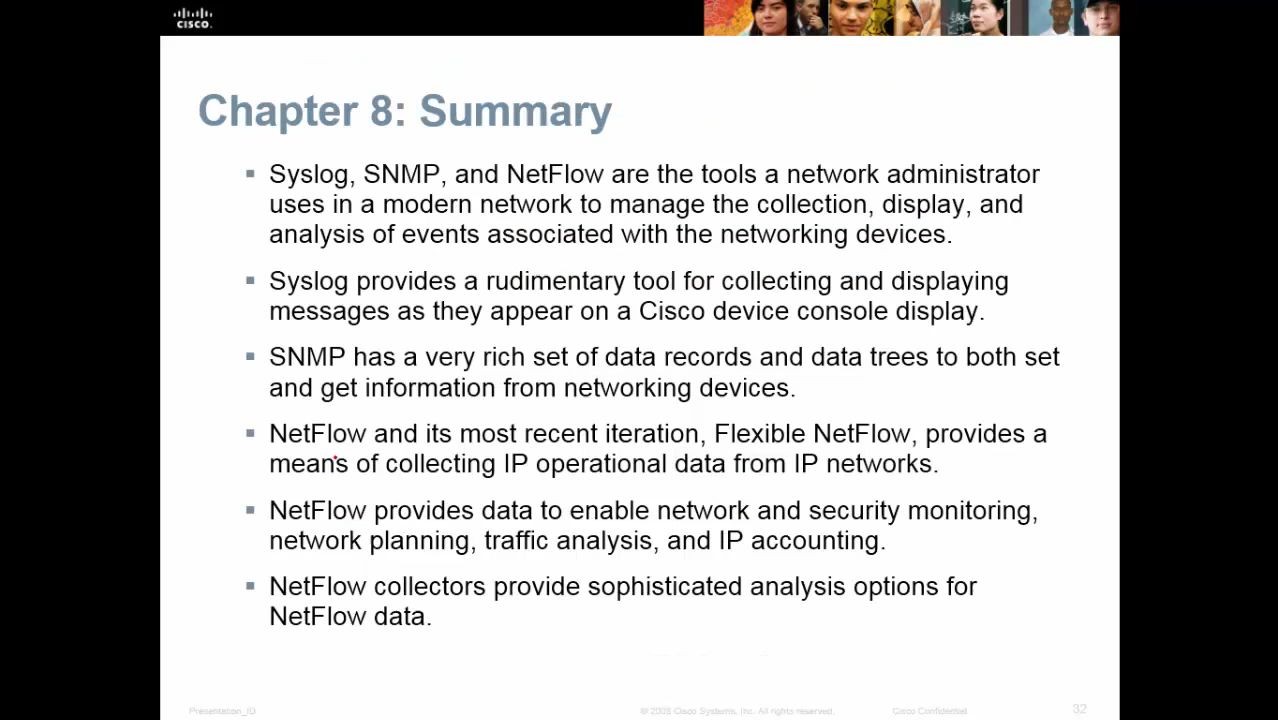 CISCO
Chapter 8: Summary
▪ Syslog, SNMP, and NetFlow are the tools a network administrator
uses in a modern network to manage the collection, display, and
analysis of events associated with the networking devices.
▪ Syslog provides a rudimentary tool for collecting and displaying
messages as they appear on a Cisco device console display.
▪ SNMP has a very rich set of data records and data trees to both set
and get information from networking devices.
▪ NetFlow and its most recent iteration, Flexible NetFlow, provides a
means of collecting IP operational data from IP networks.
▪ NetFlow provides data to enable network and security monitoring,
network planning, traffic analysis, and IP accounting.
▪ NetFlow collectors provide sophisticated analysis options for
NetFlow data.
Presentation_ID © 2008 Cisco Systems, Inc. All rights reserved. Cisco Confidential 32